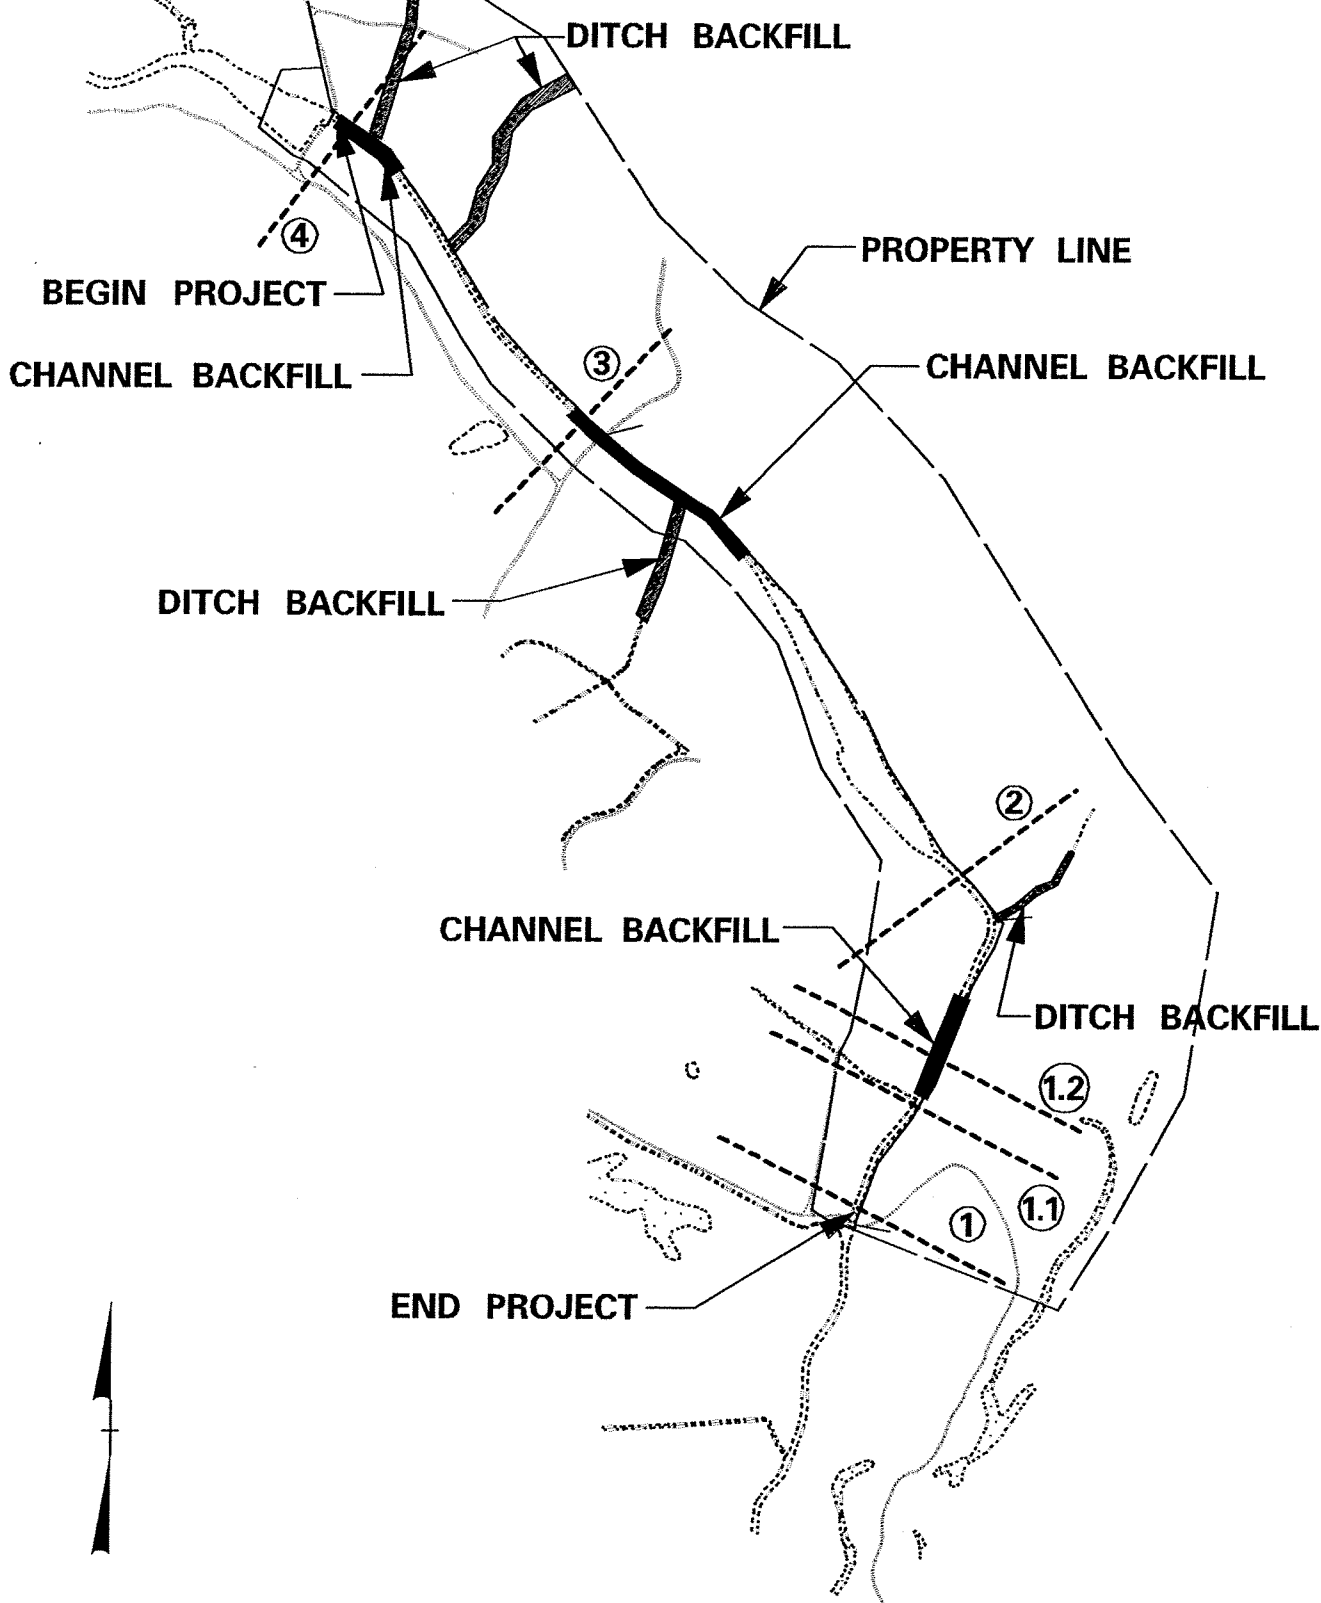 DITCH BACKFILL
4
PROPERTY LINE
BEGIN PROJECT
3
CHANNEL BACKFILL
CHANNEL BACKFILL
DITCH BACKFILL
2
CHANNEL BACKFILL
DITCH BACKFILL
1.2
1.1
1
END PROJECT